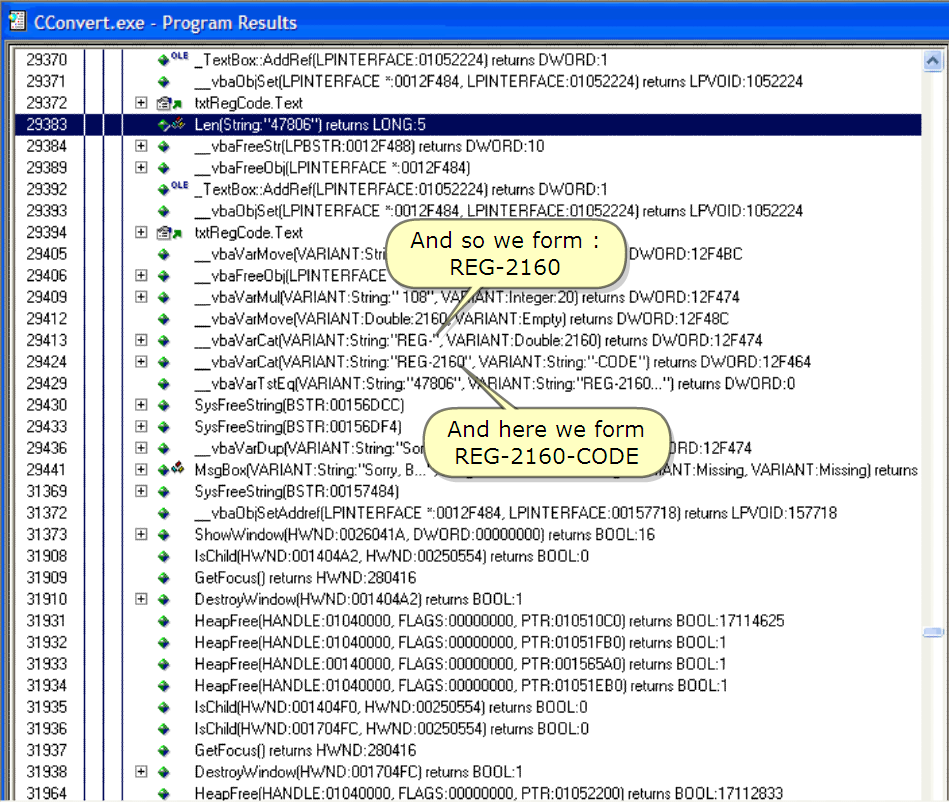 CConvert.exe - Program Results
29370 OLE _TextBox::AddRef(LPINTERFACE:01052224) returns DWORD:1
29371 __vbaObjSet(LPINTERFACE *:0012F484, LPINTERFACE:01052224) returns LPVOID:1052224
29372 txtRegCode.Text
29383 Len(String:"47806") returns LONG:5
29384 __vbaFreeStr(LPBSTR:0012F488) returns DWORD:10
29389 __vbaFreeObj(LPINTERFACE *:0012F484)
29392 OLE _TextBox::AddRef(LPINTERFACE:01052224) returns DWORD:1
29393 __vbaObjSet(LPINTERFACE *:0012F484, LPINTERFACE:01052224) returns LPVOID:1052224
29394 txtRegCode.Text
And so we form :
REG-2160
29405 __vbaVarMove(VARIANT:Stri DWORD:12F4BC
29406 __vbaFreeObj(LPINTERFACE
29409 __vbaVarMul(VARIANT:String:" 108", VARIANT:Integer:20) returns DWORD:12F474
29412 __vbaVarMove(VARIANT:Double:2160, VARIANT:Empty) returns DWORD:12F48C
29413 __vbaVarCat(VARIANT:String:"REG-", VARIANT:Double:2160) returns DWORD:12F474
29424 __vbaVarCat(VARIANT:String:"REG-2160", VARIANT:String:"-CODE") returns DWORD:12F464
29429 __vbaVarTstEq(VARIANT:String:"47806", VARIANT:String:"REG-2160...") returns DWORD:0
29430 SysFreeString(BSTR:00156DCC)
29433 SysFreeString(BSTR:00156DF4)
And here we form
REG-2160-CODE
29436 __vbaVarDup(VARIANT:String:"Sor RD:12F474
29441 MsgBox(VARIANT:String:"Sorry, B..." ANT:Missing, VARIANT:Missing) returns
31369 SysFreeString(BSTR:00157484)
31372 __vbaObjSetAddref(LPINTERFACE *:0012F484, LPINTERFACE:00157718) returns LPVOID:157718
31373 ShowWindow(HWND:0026041A, DWORD:00000000) returns BOOL:16
31908 IsChild(HWND:001404A2, HWND:00250554) returns BOOL:0
31909 GetFocus() returns HWND:280416
31910 DestroyWindow(HWND:001404A2) returns BOOL:1
31931 HeapFree(HANDLE:01040000, FLAGS:00000000, PTR:010510C0) returns BOOL:17114625
31932 HeapFree(HANDLE:01040000, FLAGS:00000000, PTR:01051FB0) returns BOOL:1
31933 HeapFree(HANDLE:00140000, FLAGS:00000000, PTR:001565A0) returns BOOL:1
31934 HeapFree(HANDLE:01040000, FLAGS:00000000, PTR:01051EB0) returns BOOL:1
31935 IsChild(HWND:001404F0, HWND:00250554) returns BOOL:0
31936 IsChild(HWND:001704FC, HWND:00250554) returns BOOL:0
31937 GetFocus() returns HWND:280416
31938 DestroyWindow(HWND:001704FC) returns BOOL:1
31964 HeapFree(HANDLE:01040000, FLAGS:00000000, PTR:01052200) returns BOOL:17112833